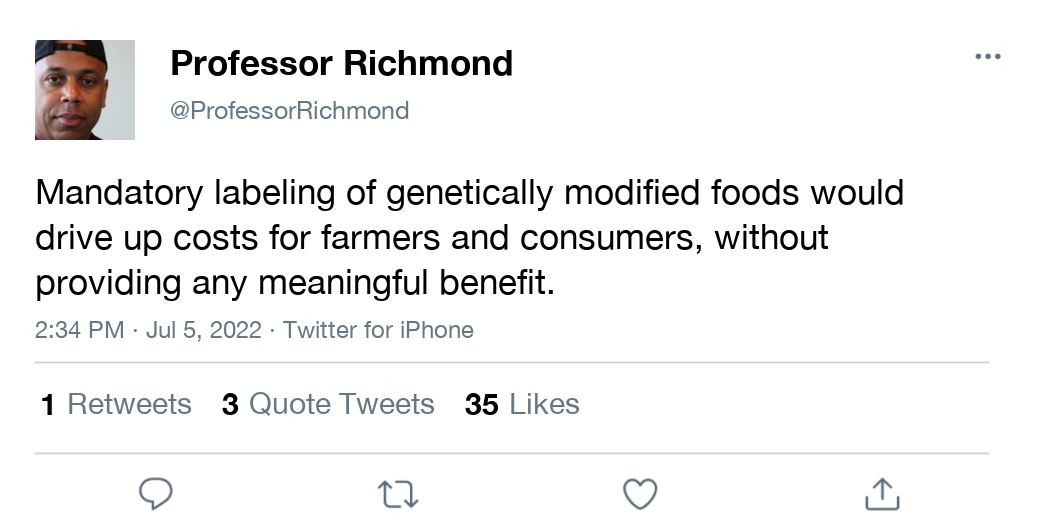 Professor Richmond
@ProfessorRichmond
Mandatory labeling of genetically modified foods would
drive up costs for farmers and consumers, without
providing any meaningful benefit.
2:34 PM · Jul 5, 2022 · Twitter for iPhone
1 Retweets 3 Quote Tweets 35 Likes